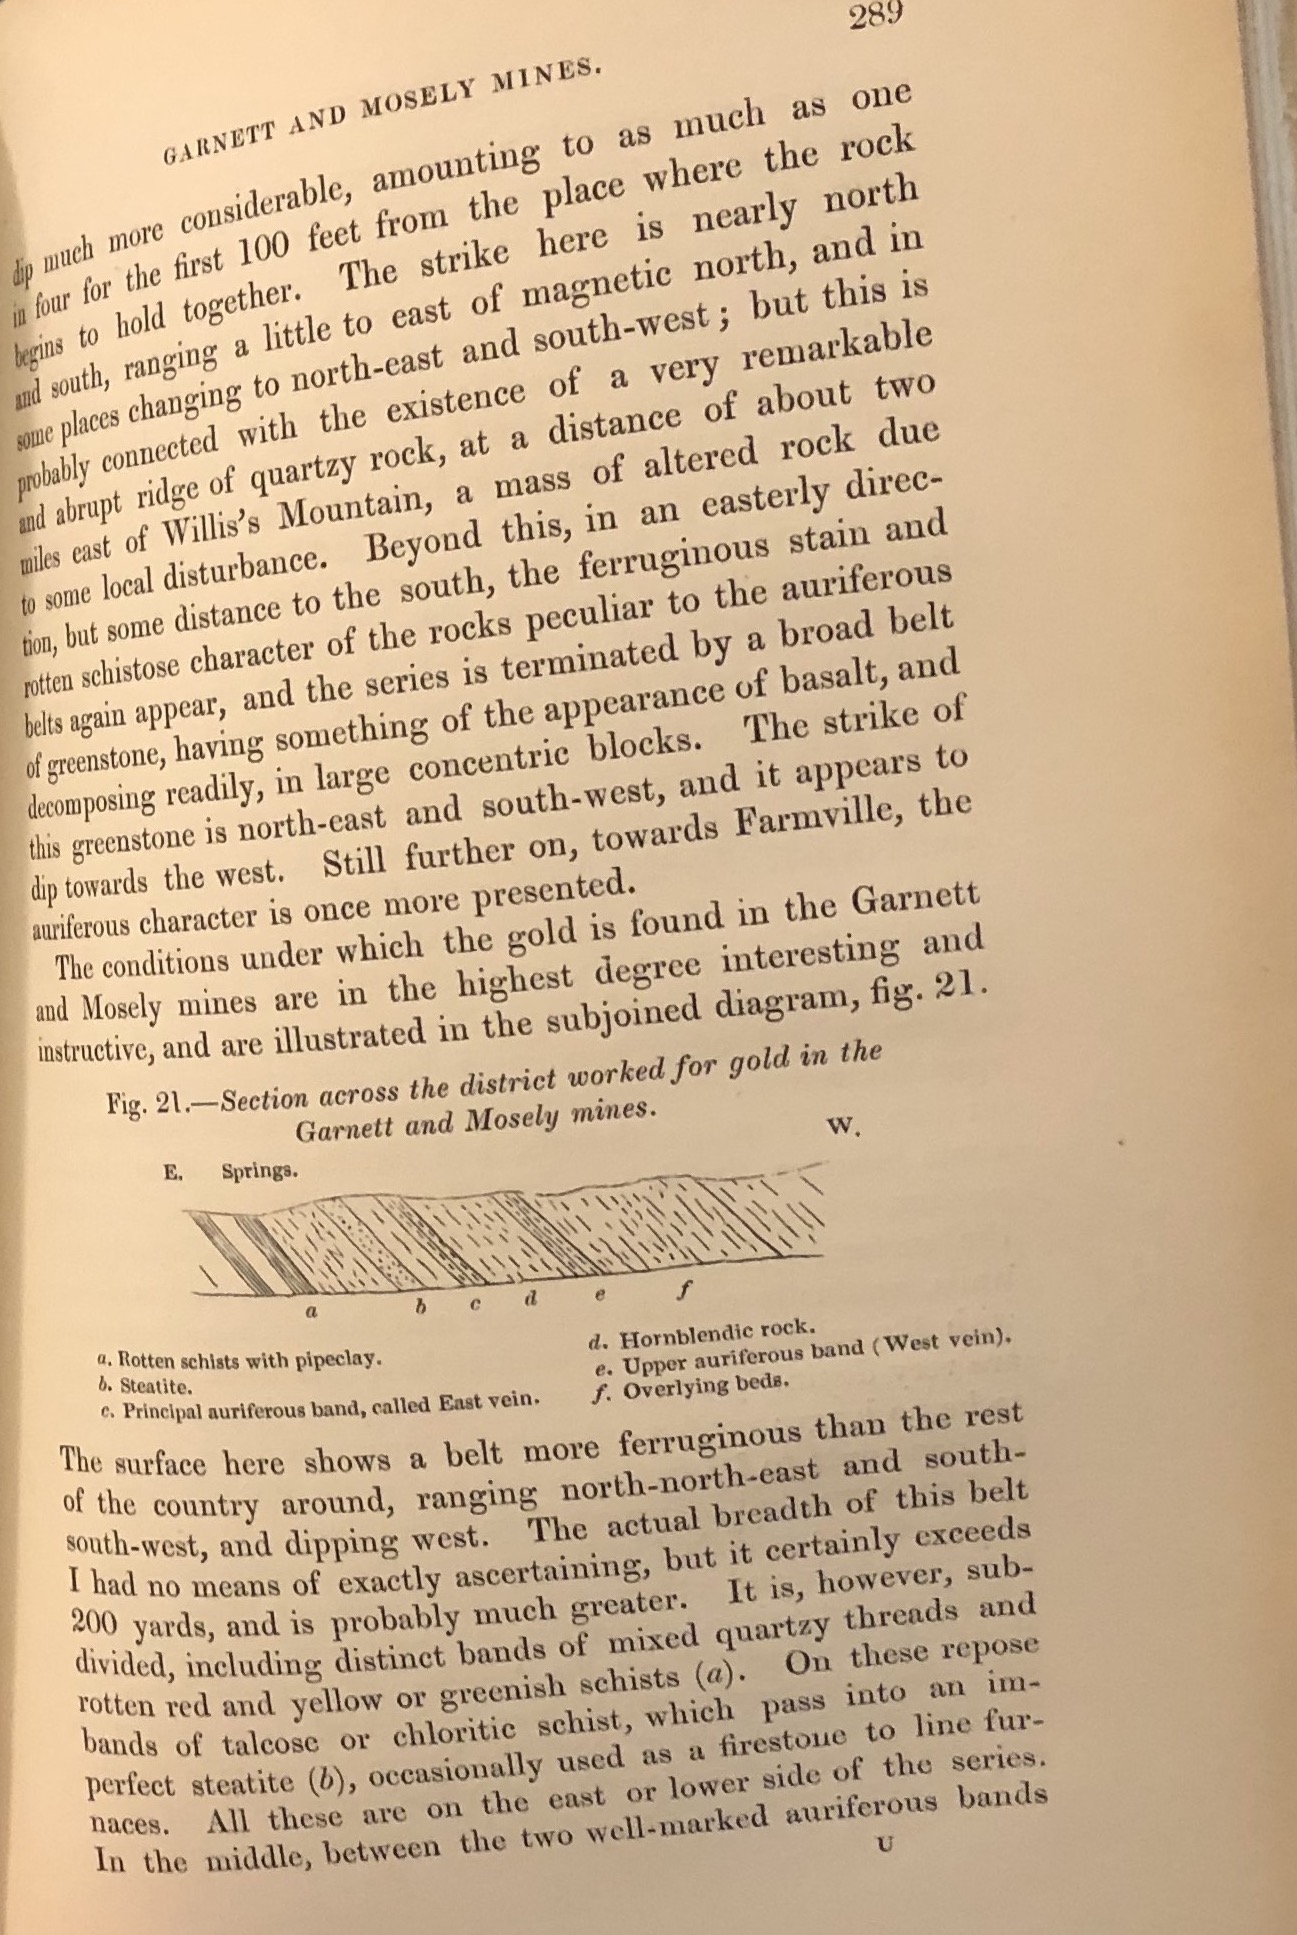 289
GARNETT AND MOSELY MINES.
dip much more considerable, amounting to as much as one
in four for the first 100 feet from the place where the rock
begins to hold together. The strike here is nearly north
and south, ranging a little to east of magnetic north, and in
some places changing to north-east and south-west; but this is
probably connected with the existence of a very remarkable
and abrupt ridge of quartzy rock, at a distance of about two
miles east of Willis's Mountain, a mass of altered rock due
to some local disturbance. Beyond this, in an easterly direc-
tion, but some distance to the south, the ferruginous stain and
rotten schistose character of the rocks peculiar to the auriferous
belts again appear, and the series is terminated by a broad belt
of greenstone, having something of the appearance of basalt, and
decomposing readily, in large concentric blocks. The strike of
this greenstone is north-east and south-west, and it appears to
dip towards the west. Still further on, towards Farmville, the
auriferous character is once more presented.
The conditions under which the gold is found in the Garnett
and Mosely mines are in the highest degree interesting and
instructive, and are illustrated in the subjoined diagram, fig. 21.
Fig. 21.—Section across the district worked for gold in the
Garnett and Mosely mines.
W.
E. Springs.
a b c d e f
a. Rotten schists with pipeclay.
b. Steatite.
c. Principal auriferous band, called East vein.
d. Hornblendic rock.
e. Upper auriferous band (West vein).
f. Overlying beds.
The surface here shows a belt more ferruginous than the rest
of the country around, ranging north-north-east and south-
south-west, and dipping west. The actual breadth of this belt
I had no means of exactly ascertaining, but it certainly exceeds
200 yards, and is probably much greater. It is, however, sub-
divided, including distinct bands of mixed quartzy threads and
rotten red and yellow or greenish schists (a). On these repose
bands of talcose or chloritic schist, which pass into an im-
perfect steatite (b), occasionally used as a firestone to line fur-
naces. All these are on the east or lower side of the series.
In the middle, between the two well-marked auriferous bands
U